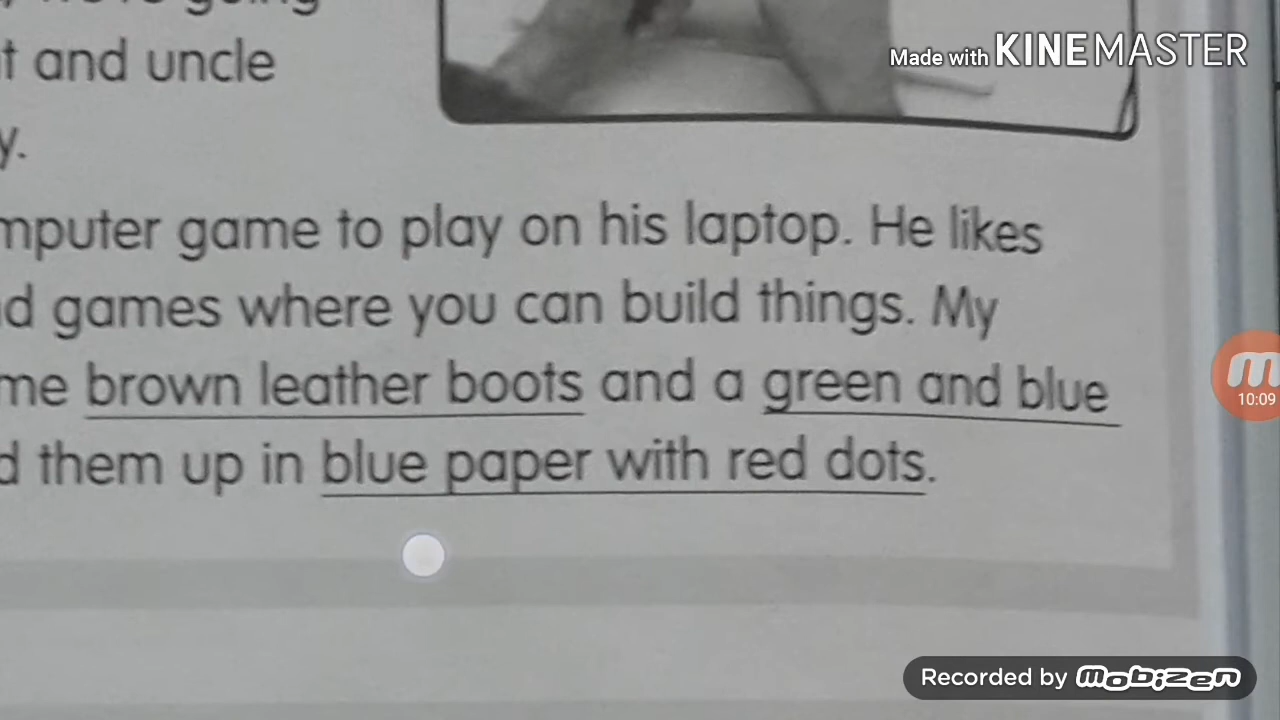 Made with KINEMASTER
and uncle
y.
game to play on his laptop. He likes
games where you can build things. My
me brown leather boots and a green and blue
them up in blue paper with red dots.
10:09
Recorded by mobizen